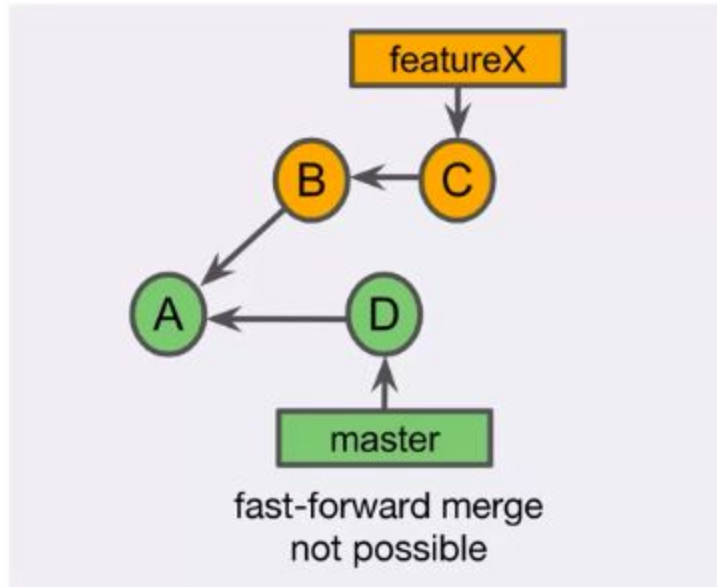 featureX
B
C
A
D
master
fast-forward merge
not possible